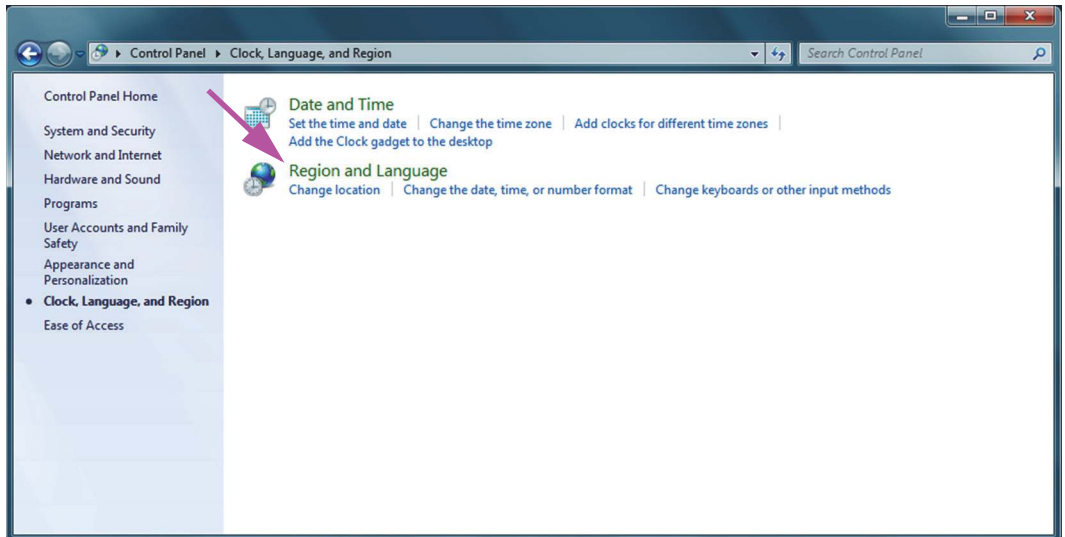 Control Panel Clock, Language, and Region
Search Control Panel
Control Panel Home
System and Security
Network and Internet
Hardware and Sound
Programs
User Accounts and Family
Safety
Appearance and
Personalization
Clock, Language, and Region
Ease of Access
Date and Time
Set the time and date Change the time zone Add clocks for different time zones
Add the Clock gadget to the desktop
Region and Language
Change location Change the date, time, or number format Change keyboards or other input methods